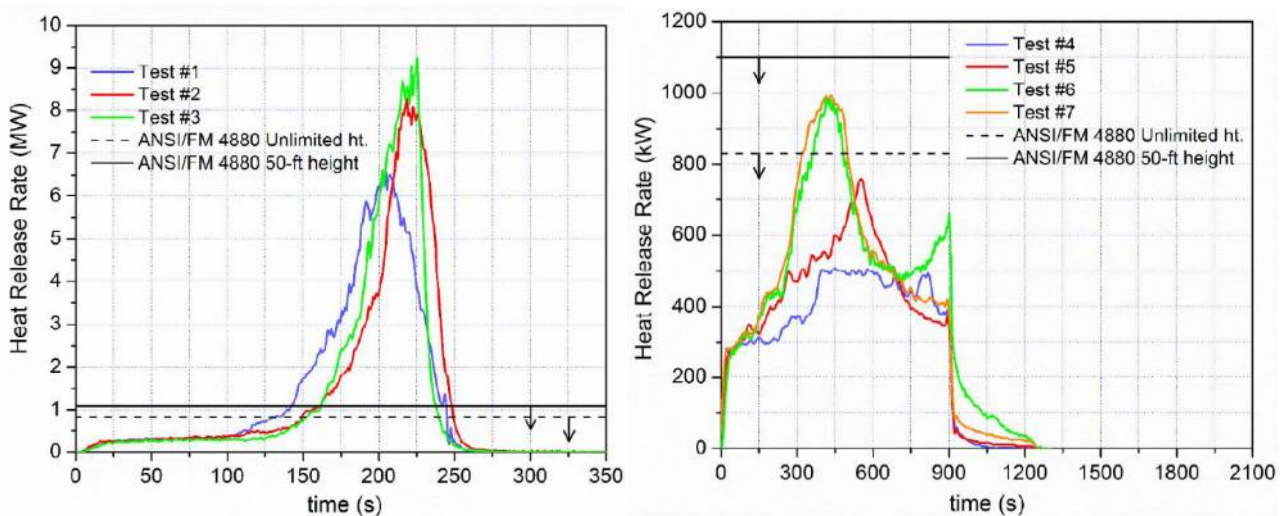 10
9
8
7
6
5
4
3
2
1
0
Heat Release Rate (MW)
Test #1
Test #2
Test #3
ANSI/FM 4880 Unlimited ht.
ANSI/FM 4880 50-ft height
0 50 100 150 200 250 300 350
time (s)
1200
1000
800
600
400
200
0
Heat Release Rate (kW)
Test #4
Test #5
Test #6
Test #7
ANSI/FM 4880 Unlimited ht.
ANSI/FM 4880 50-ft height
0 300 600 900 1200 1500 1800 2100
time (s)